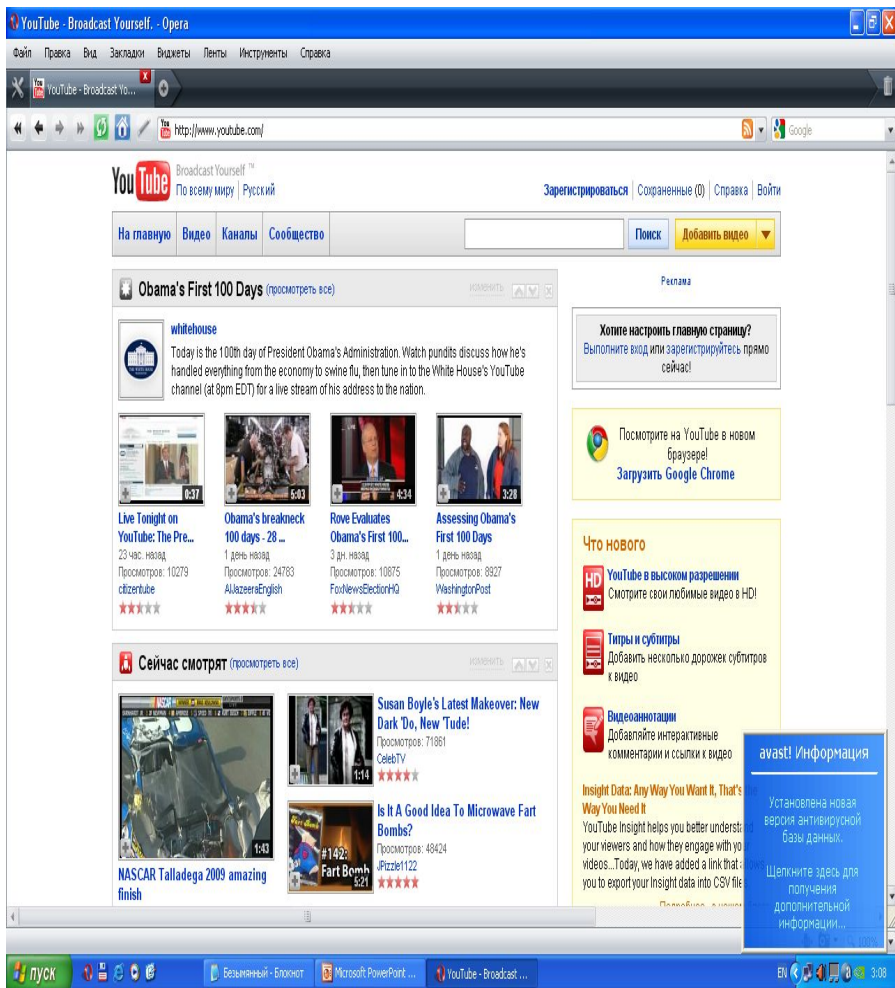 YouTube - Broadcast Yourself. - Opera
Файл Правка Вид Закладки Виджеты Ленты Инструменты Справка
YouTube - Broadcast Yo...
http://www.youtube.com/ Google
YouTube Broadcast Yourself ™
По всему миру | Русский
Зарегистрироваться | Сохраненные (0) | Справка | Войти
На главную Видео Каналы Сообщество Поиск Добавить видео
Obama's First 100 Days (просмотреть все) изменить
whitehouse
Today is the 100th day of President Obama's Administration. Watch pundits discuss how he's
handled everything from the economy to swine flu, then tune in to the White House's YouTube
channel (at 8pm EDT) for a live stream of his address to the nation.
0:37
Live Tonight on
YouTube: The Pre...
23 час. назад
Просмотров: 10279
citizentube
5:03
Obama's breakneck
100 days - 28 ...
1 день назад
Просмотров: 24783
AlJazeeraEnglish
4:34
Rove Evaluates
Obama's First 100...
3 дн. назад
Просмотров: 10875
FoxNewsElectionHQ
3:28
Assessing Obama's
First 100 Days
1 день назад
Просмотров: 8927
WashingtonPost
Сейчас смотрят (просмотреть все) изменить
1:43
NASCAR Talladega 2009 amazing
finish
1:14
Susan Boyle's Latest Makeover: New
Dark 'Do, New 'Tude!
Просмотров: 71861
CelebTV
#142:
Fart Bomb
5:21
Is It A Good Idea To Microwave Fart
Bombs?
Просмотров: 48424
JPizzle1122
Реклама
Хотите настроить главную страницу?
Выполните вход или зарегистрируйтесь прямо
сейчас!
Посмотрите на YouTube в новом
браузере!
Загрузить Google Chrome
Что нового
HD
YouTube в высоком разрешении
Смотрите свои любимые видео в HD!
Титры и субтитры
Добавить несколько дорожек субтитров
к видео
Видеоаннотации
Добавляйте интерактивные
комментарии и ссылки к видео
Insight Data: Any Way You Want It, That's the
Way You Need It
YouTube Insight helps you better understand
your viewers and how they engage with your
videos...Today, we have added a link that allows
you to export your Insight data into CSV files.
avast! Информация
Установлена новая
версия антивирусной
базы данных.
Щелкните здесь для
получения
дополнительной
информации...
100%
пуск Безымянный - Блокнот Microsoft PowerPoint ... YouTube - Broadcast ... EN 3:08